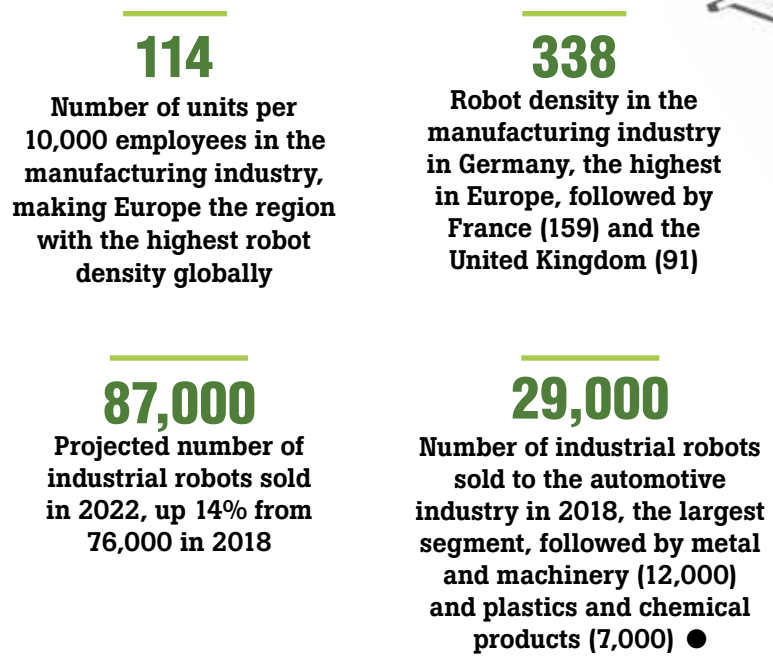 114
Number of units per
10,000 employees in the
manufacturing industry,
making Europe the region
with the highest robot
density globally
338
Robot density in the
manufacturing industry
in Germany, the highest
in Europe, followed by
France (159) and the
United Kingdom (91)
87,000
Projected number of
industrial robots sold
in 2022, up 14% from
76,000 in 2018
29,000
Number of industrial robots
sold to the automotive
industry in 2018, the largest
segment, followed by metal
and machinery (12,000)
and plastics and chemical
products (7,000) ●